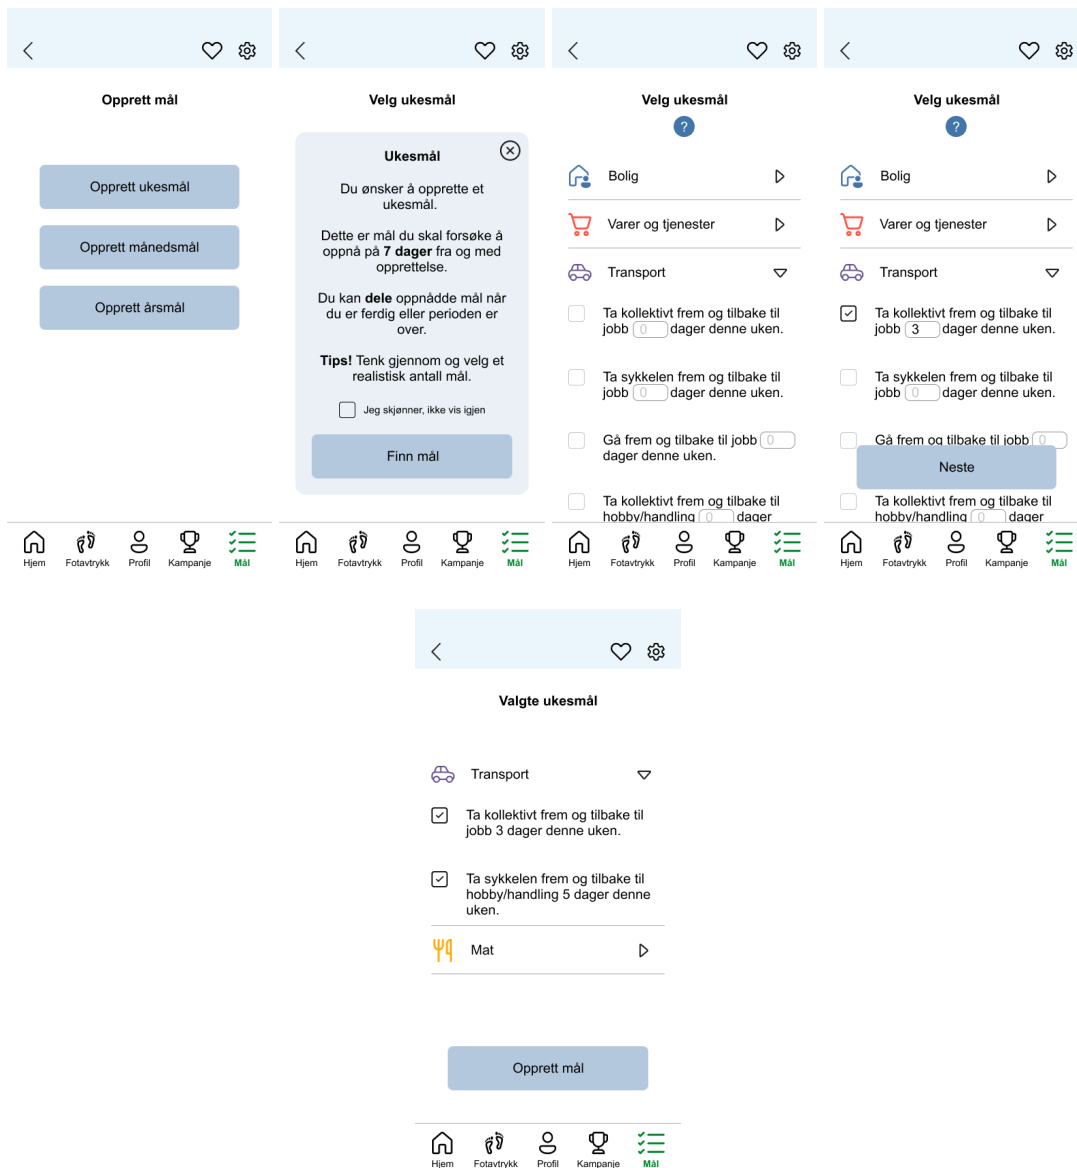 Opprett mål
Opprett ukesmål
Opprett månedsmål
Opprett årsmål
Hjem
Fotavtrykk
Profil
Kampanje
Mål
Velg ukesmål
Ukesmål
Du ønsker å opprette et
ukesmål.
Dette er mål du skal forsøke å
oppnå på 7 dager fra og med
opprettelse.
Du kan dele oppnådde mål når
du er ferdig eller perioden er
over.
Tips! Tenk gjennom og velg et
realistisk antall mål.
Jeg skjønner, ikke vis igjen
Finn mål
Hjem
Fotavtrykk
Profil
Kampanje
Mål
Velg ukesmål
?
Bolig
Varer og tjenester
Transport
Ta kollektivt frem og tilbake til
jobb 0 dager denne uken.
Ta sykkelen frem og tilbake til
jobb 0 dager denne uken.
Gå frem og tilbake til jobb 0
dager denne uken.
Ta kollektivt frem og tilbake til
hobby/handling 0 dager
Hjem
Fotavtrykk
Profil
Kampanje
Mål
Velg ukesmål
?
Bolig
Varer og tjenester
Transport
Ta kollektivt frem og tilbake til
jobb 3 dager denne uken.
Ta sykkelen frem og tilbake til
jobb 0 dager denne uken.
Gå frem og tilbake til jobb 0
Neste
Ta kollektivt frem og tilbake til
hobby/handling 0 dager
Hjem
Fotavtrykk
Profil
Kampanje
Mål
Valgte ukesmål
Transport
Ta kollektivt frem og tilbake til
jobb 3 dager denne uken.
Ta sykkelen frem og tilbake til
hobby/handling 5 dager denne
uken.
Mat
Opprett mål
Hjem
Fotavtrykk
Profil
Kampanje
Mål